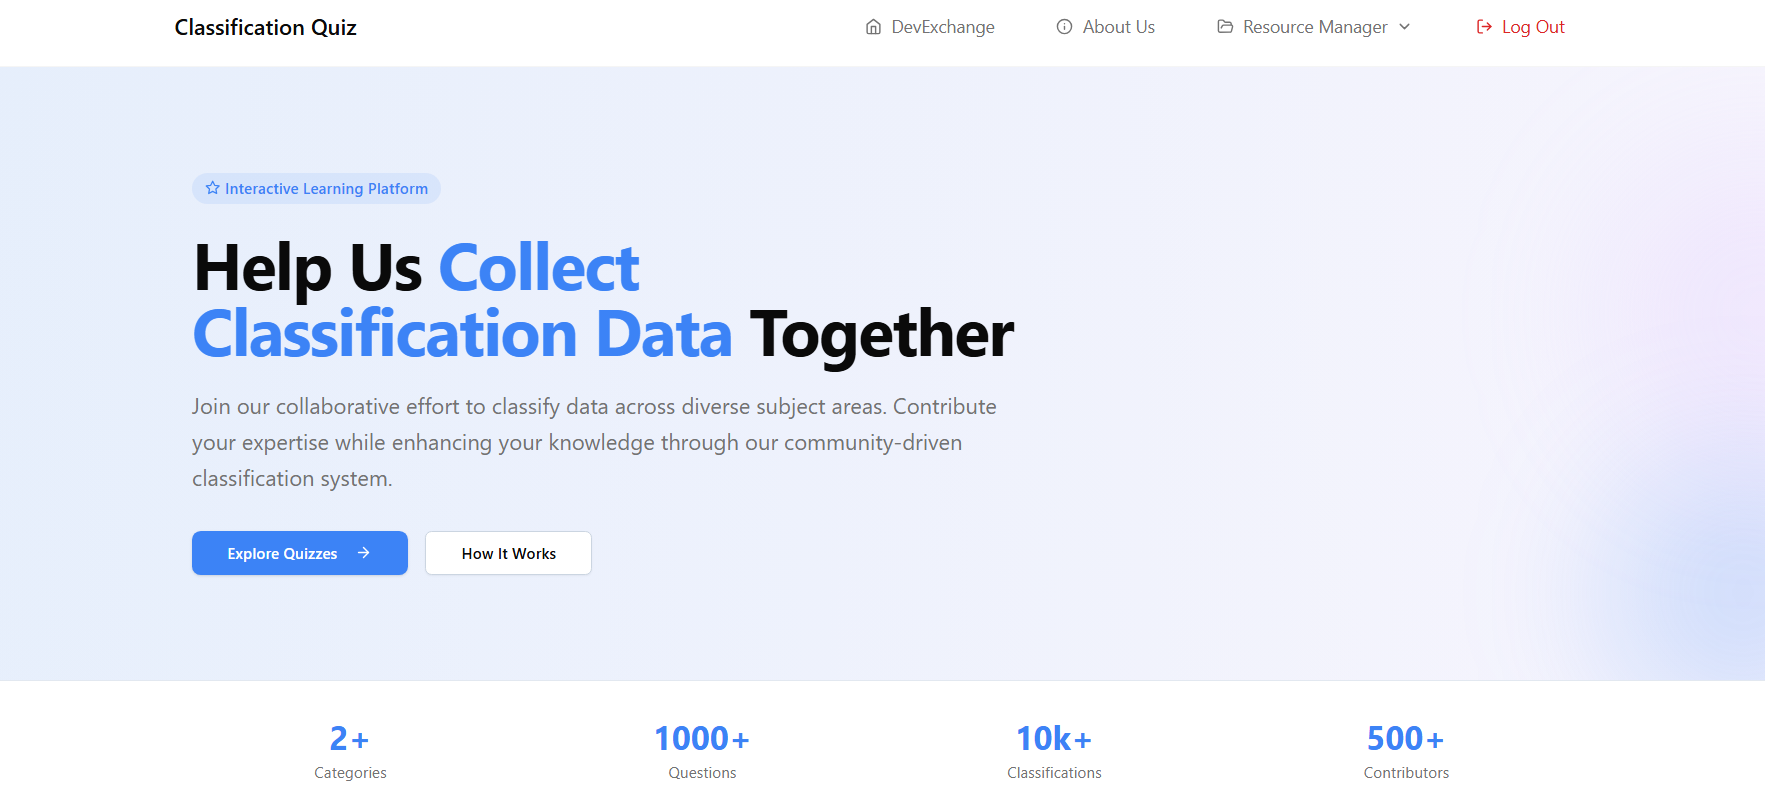 Classification Quiz
DevExchange
About Us
Resource Manager
Log Out
Interactive Learning Platform
Help Us Collect
Classification Data Together
Join our collaborative effort to classify data across diverse subject areas. Contribute
your expertise while enhancing your knowledge through our community-driven
classification system.
Explore Quizzes
How It Works
2+
Categories
1000+
Questions
10k+
Classifications
500+
Contributors